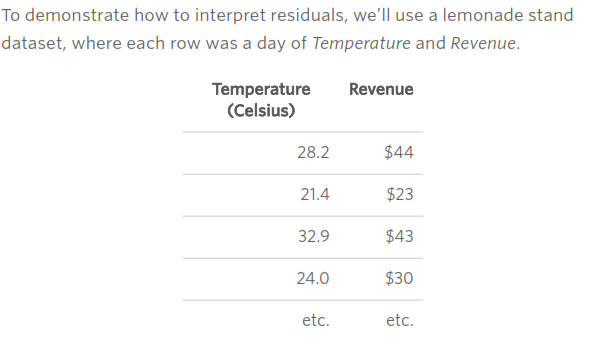 To demonstrate how to interpret residuals, we'll use a lemonade stand
dataset, where each row was a day of Temperature and Revenue.
Temperature Revenue
(Celsius)
28.2 $44
21.4 $23
32.9 $43
24.0 $30
etc. etc.